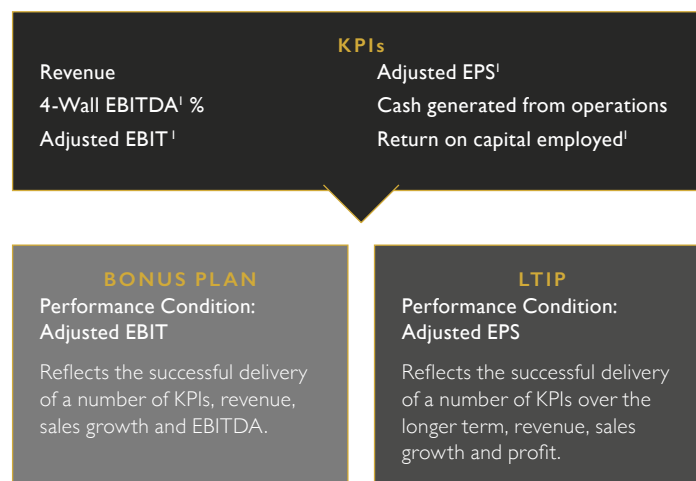 KPIs
Revenue
4-Wall EBITDA¹ %
Adjusted EBIT¹
Adjusted EPS¹
Cash generated from operations
Return on capital employed¹
BONUS PLAN
Performance Condition:
Adjusted EBIT
Reflects the successful delivery
of a number of KPIs, revenue,
sales growth and EBITDA.
LTIP
Performance Condition:
Adjusted EPS
Reflects the successful delivery
of a number of KPIs over the
longer term, revenue, sales
growth and profit.